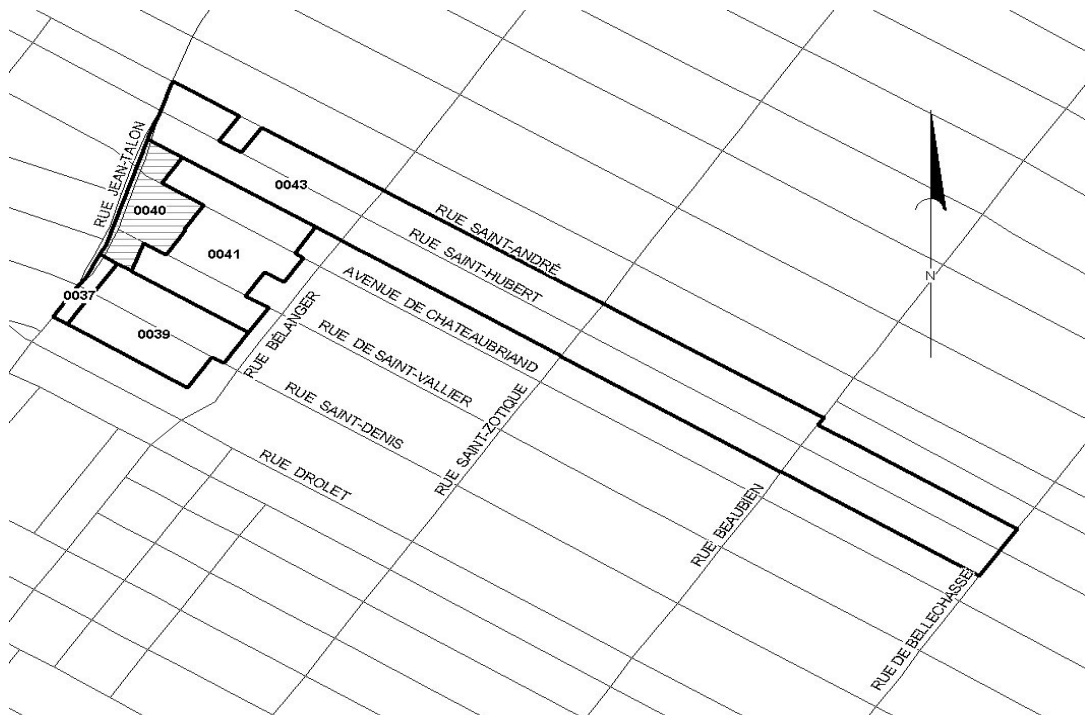 RUE JEAN-TALON
0043
0040
RUE SAINT-ANDRÉ
RUE SAINT-HUBERT
0041
AVENUE DE CHATEAUBRIAND
N
0037
0039
RUE BÉLANGER
RUE DE SAINT-VALLIER
RUE SAINT-DENIS
RUE SAINT-ZOTIQUE
RUE DROLET
RUE BEAUBIEN
RUE DE BELLECHASSE